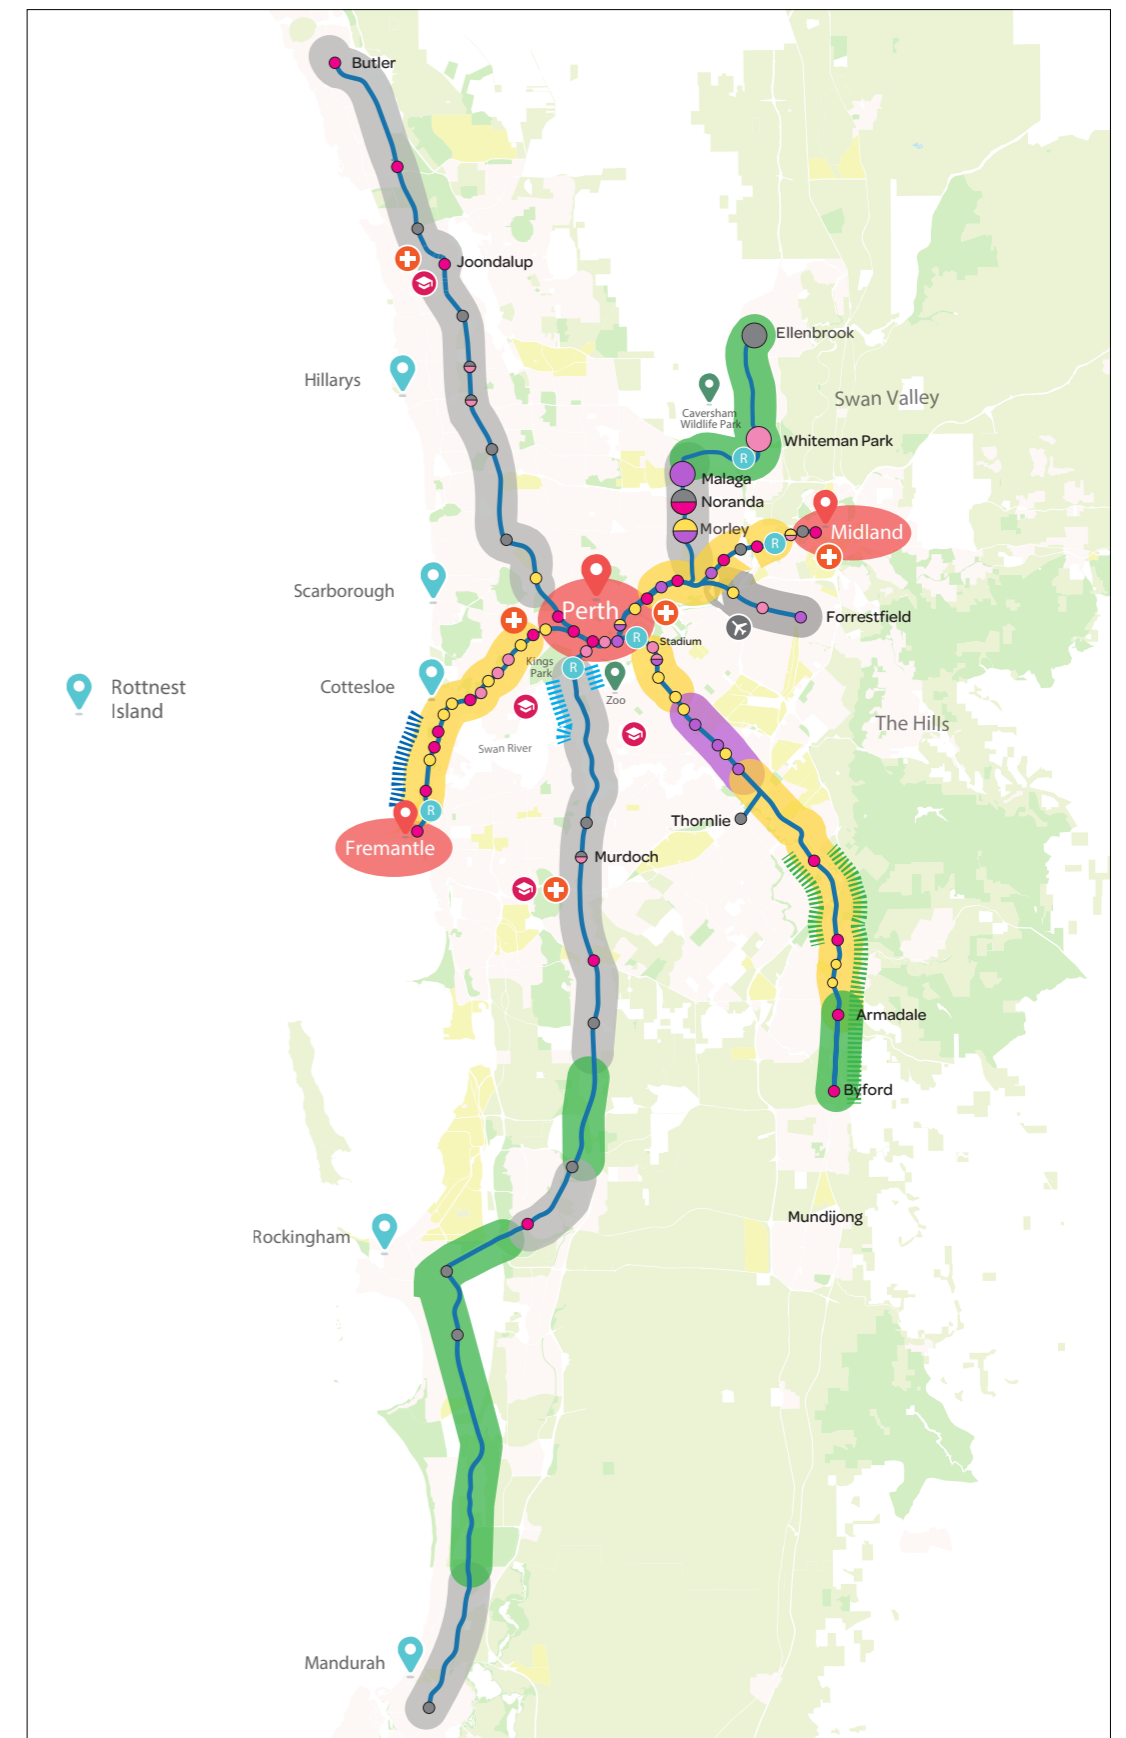 Butler
Joondalup
Ellenbrook
Hillarys
Swan Valley
Caversham
Wildlife Park
Whiteman Park
R
Malaga
Noranda
Morley
R
Midland
Scarborough
Perth
Forrestfield
R
Stadium
Kings
Park
R
Zoo
Cottesloe
Rottnest
Island
The Hills
Swan River
R
Thornlie
Fremantle
Murdoch
Armadale
Byford
Mundijong
Rockingham
Mandurah